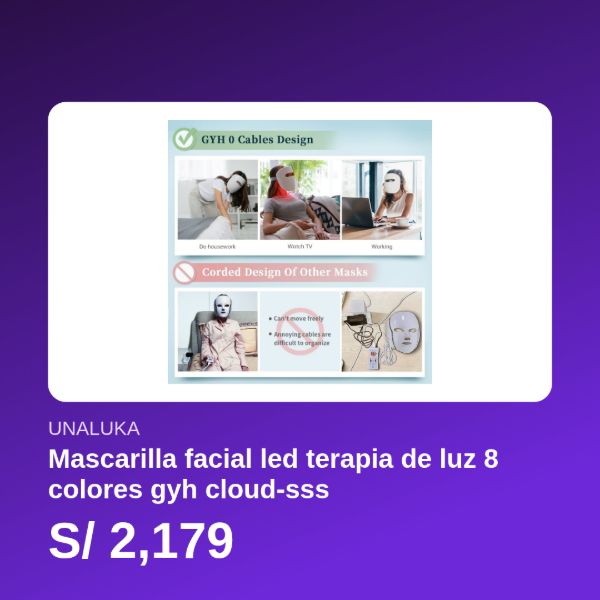 GYH 0 Cables Design
Do housework
Watch TV
Working
Corded Design Of Other Masks
• Can't move freely
• Annoying cables are
difficult to organize
UNALUKA
Mascarilla facial led terapia de luz 8
colores gyh cloud-sss
S/ 2,179